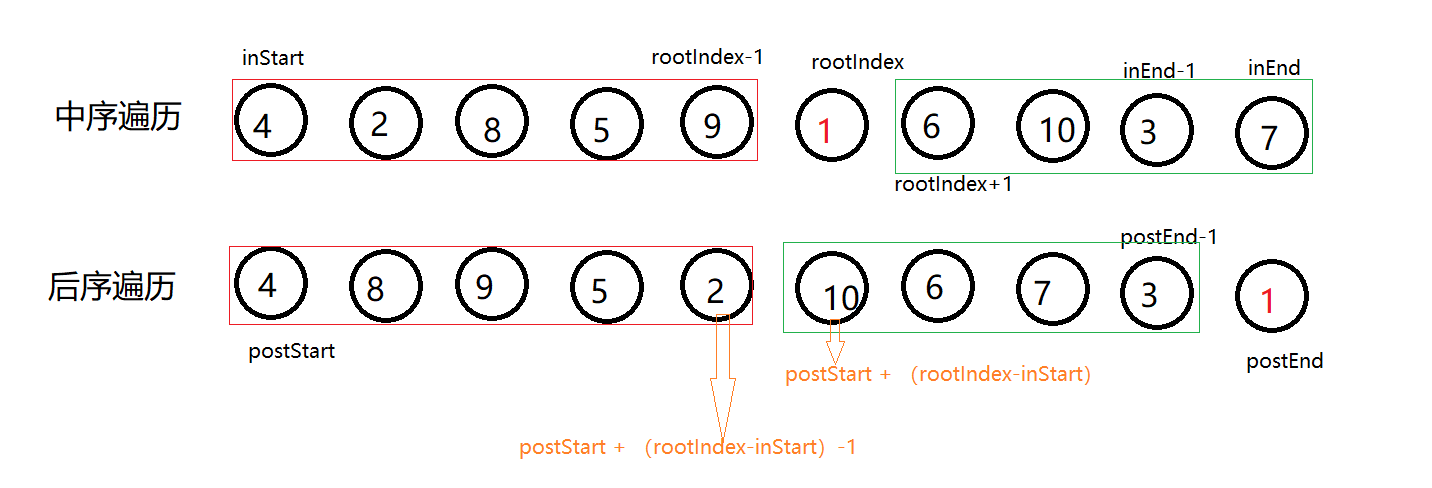 inStart rootIndex-1 rootIndex inEnd-1 inEnd
中序遍历 4 2 8 5 9 1 6 10 3 7
rootIndex+1
postEnd-1
后序遍历 4 8 9 5 2 10 6 7 3 1
postStart postEnd
postStart + （rootIndex-inStart）
postStart + （rootIndex-inStart）-1